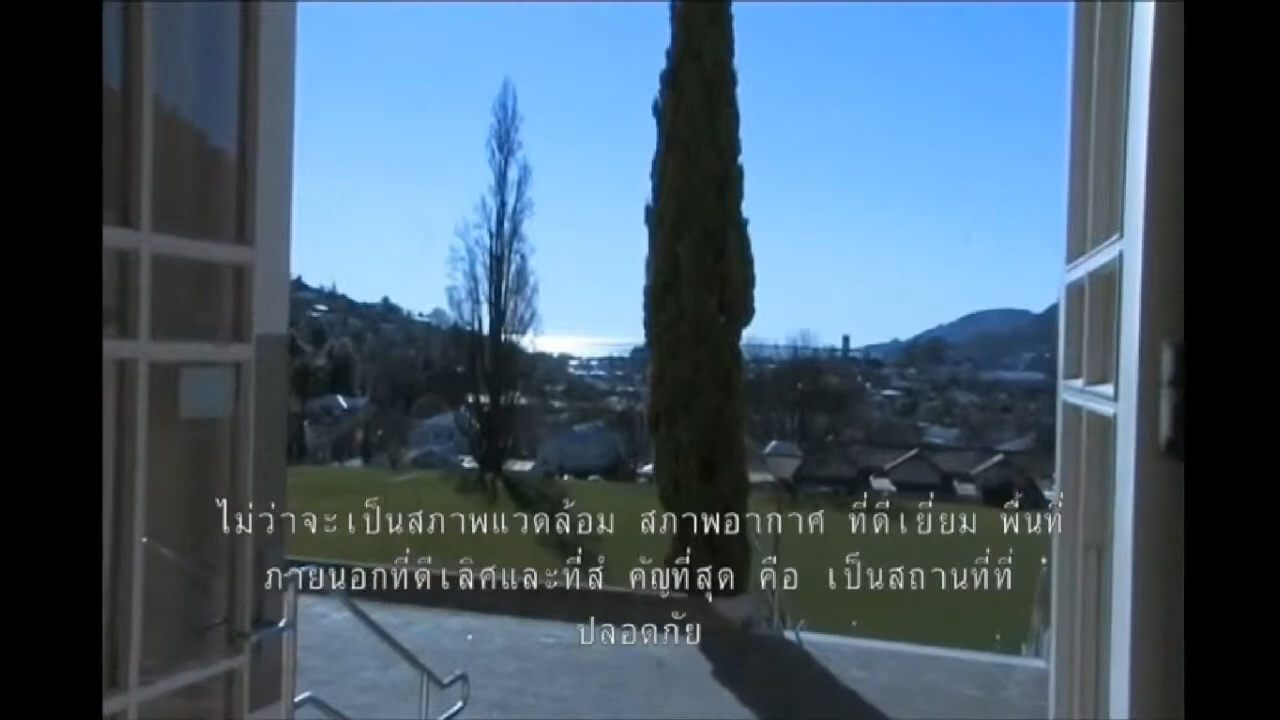 ไม่ว่าจะเป็นสภาพแวดล้อม สภาพอากาศ ที่ดีเยี่ยม พื้นที่
ภายนอกที่ดีเลิศและที่สำ คัญที่สุด คือ เป็นสถานที่ที่
ปลอดภัย